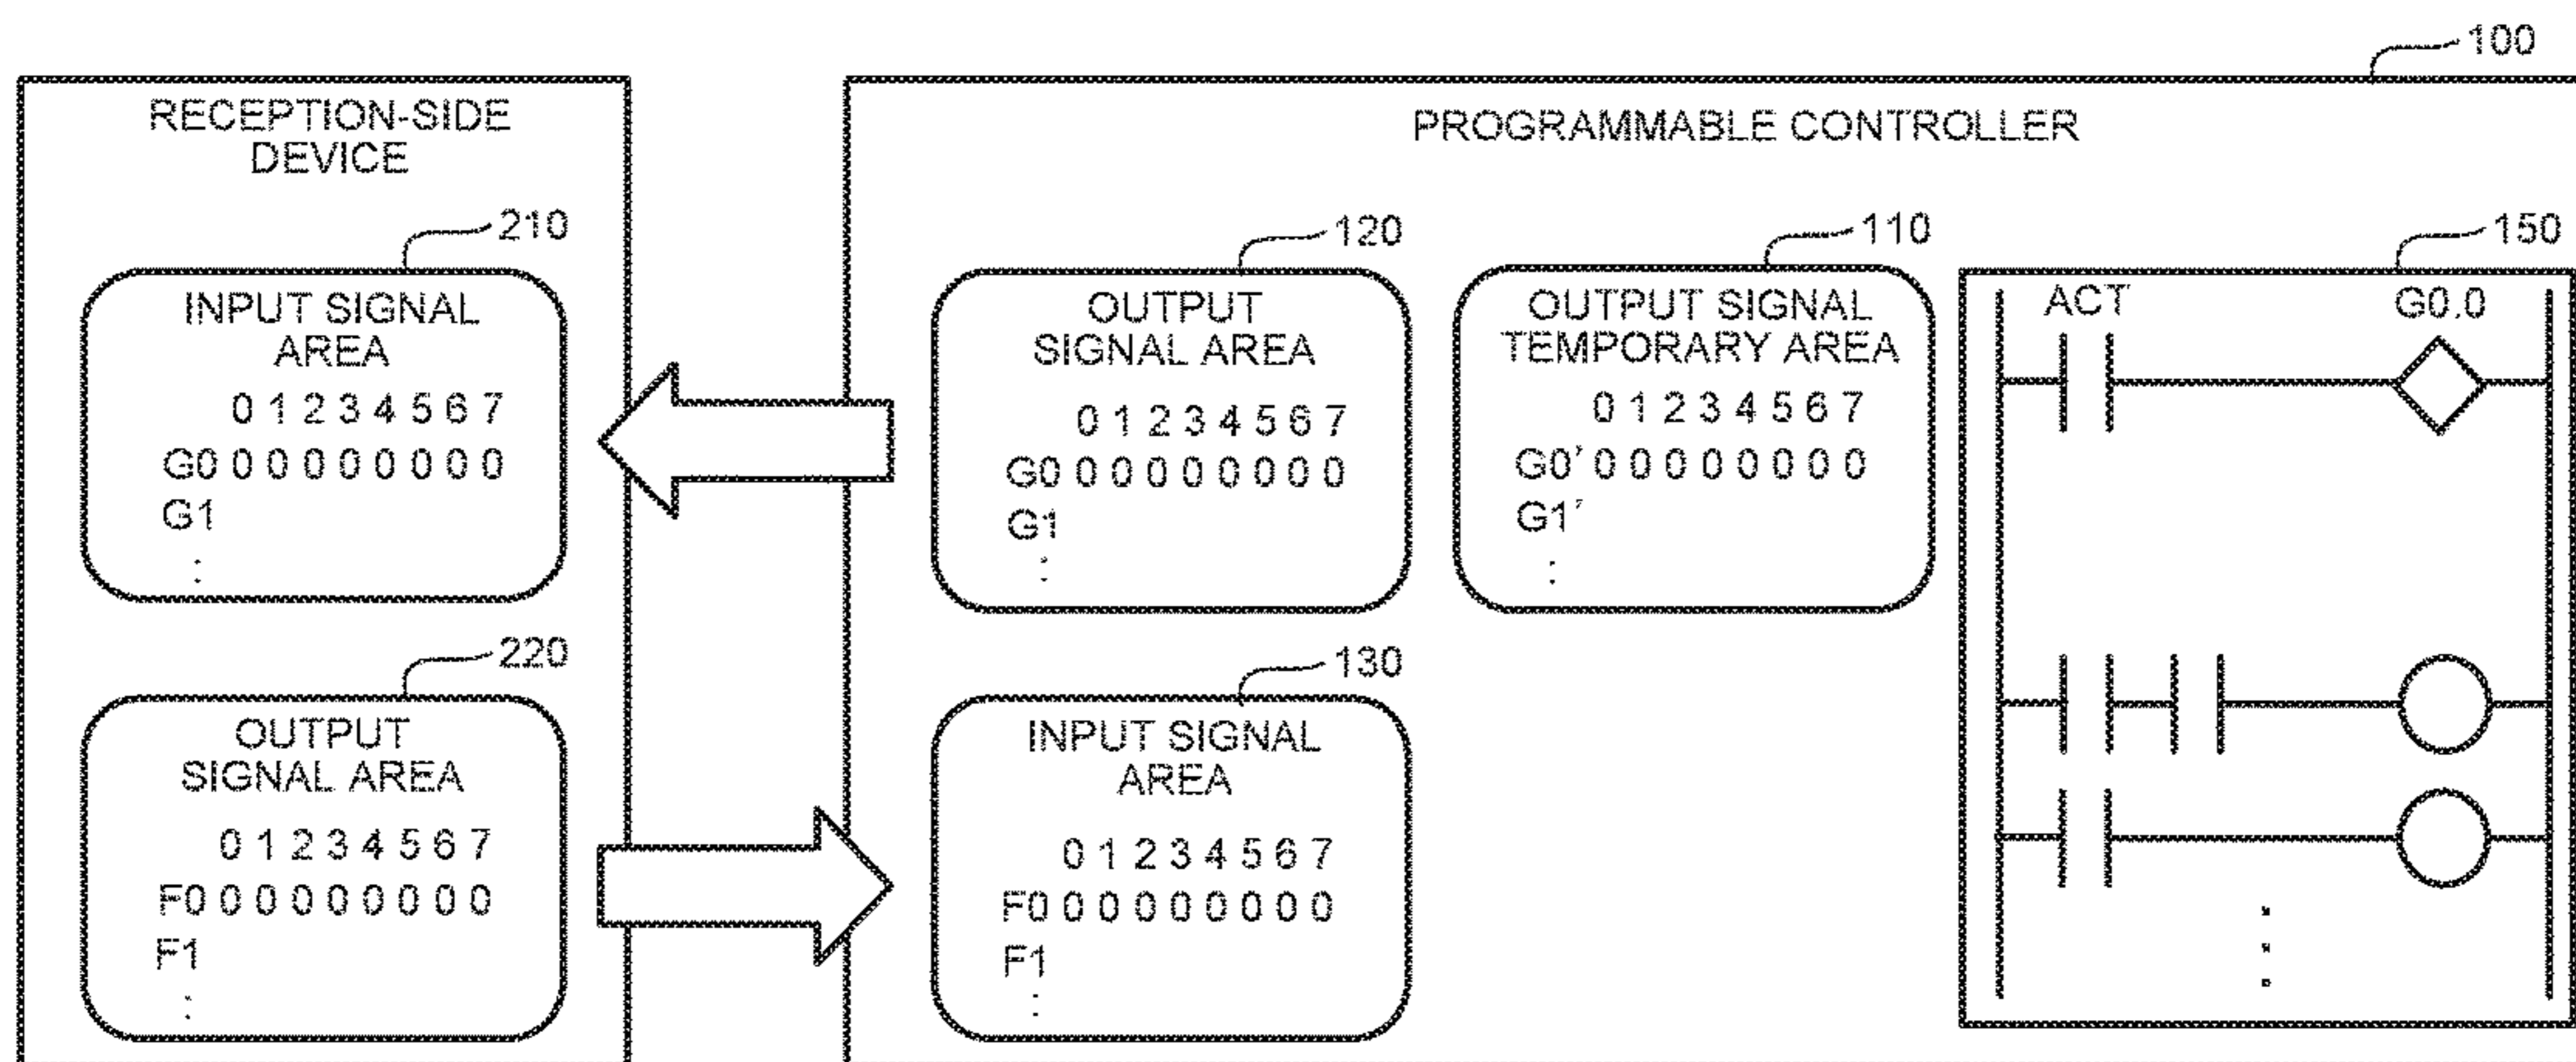 100
RECEPTION-SIDE
DEVICE
PROGRAMMABLE CONTROLLER
210
INPUT SIGNAL
AREA
0 1 2 3 4 5 6 7
G0 0 0 0 0 0 0 0 0
G1
:
120
OUTPUT
SIGNAL AREA
0 1 2 3 4 5 6 7
G0 0 0 0 0 0 0 0 0
G1
:
110
OUTPUT SIGNAL
TEMPORARY AREA
0 1 2 3 4 5 6 7
G0' 0 0 0 0 0 0 0 0
G1'
:
150
ACT
G0.0
220
OUTPUT
SIGNAL AREA
0 1 2 3 4 5 6 7
F0 0 0 0 0 0 0 0 0
F1
:
130
INPUT SIGNAL
AREA
0 1 2 3 4 5 6 7
F0 0 0 0 0 0 0 0 0
F1
: